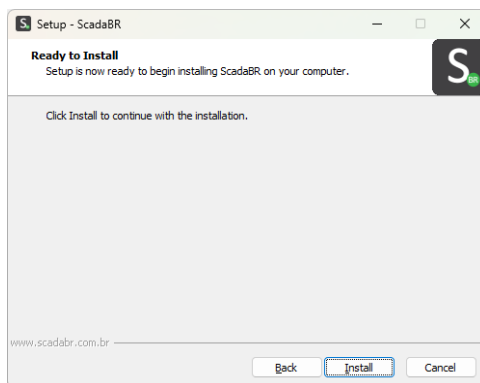 S. Setup - ScadaBR
Ready to Install
Setup is now ready to begin installing ScadaBR on your computer.
S BR
Click Install to continue with the installation.
www.scadabr.com.br
Back Install Cancel